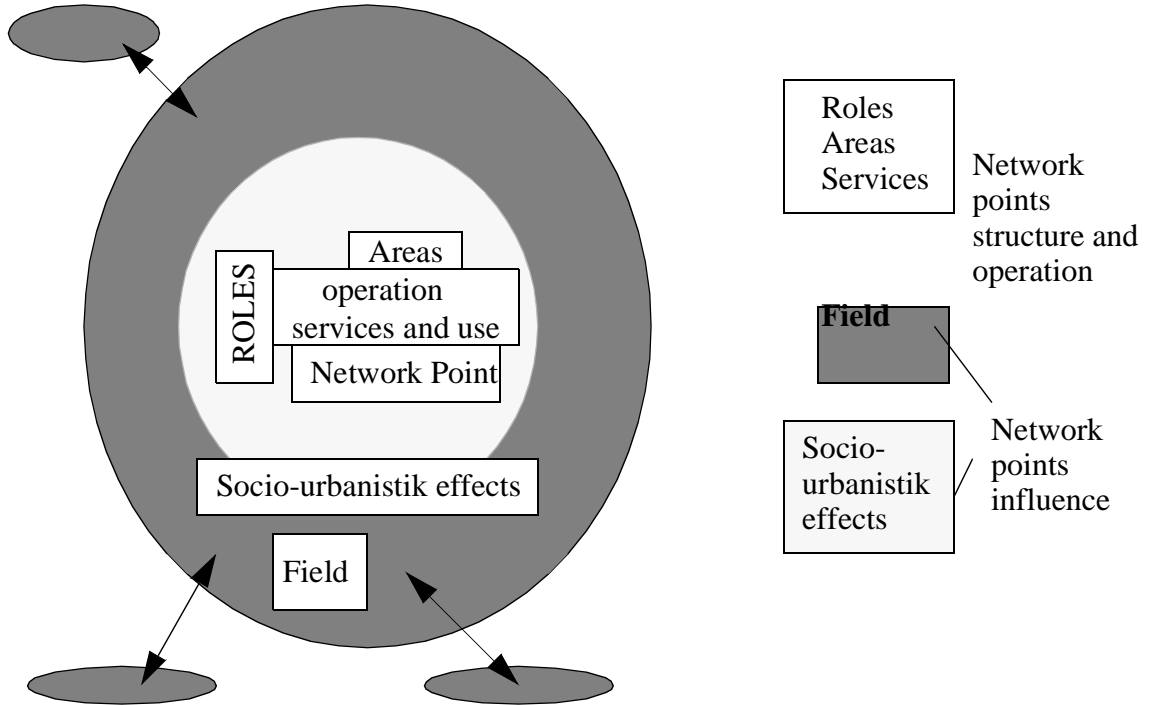 Areas
ROLES
operation
services and use
Network Point
Socio-urbanistik effects
Field
Roles
Areas
Services
Network
points
structure and
operation
Field
Socio-
urbanistik
effects
Network
points
influence